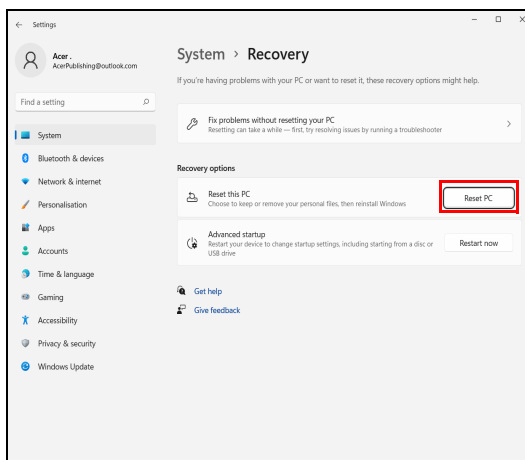 Settings
Acer .
AcerPublishing@outlook.com
Find a setting
System
Bluetooth & devices
Network & internet
Personalisation
Apps
Accounts
Time & language
Gaming
Accessibility
Privacy & security
Windows Update
System > Recovery
If you're having problems with your PC or want to reset it, these recovery options might help.
Fix problems without resetting your PC
Resetting can take a while — first, try resolving issues by running a troubleshooter
Recovery options
Reset this PC
Choose to keep or remove your personal files, then reinstall Windows
Reset PC
Advanced startup
Restart your device to change startup settings, including starting from a disc or
USB drive
Restart now
Get help
Give feedback